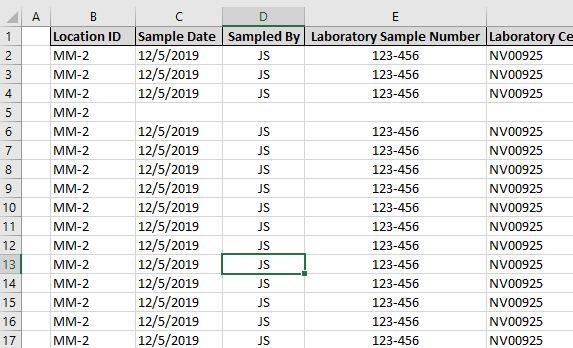 A B C D E
1 Location ID Sample Date Sampled By Laboratory Sample Number Laboratory Ce
2 MM-2 12/5/2019 JS 123-456 NV00925
3 MM-2 12/5/2019 JS 123-456 NV00925
4 MM-2 12/5/2019 JS 123-456 NV00925
5 MM-2
6 MM-2 12/5/2019 JS 123-456 NV00925
7 MM-2 12/5/2019 JS 123-456 NV00925
8 MM-2 12/5/2019 JS 123-456 NV00925
9 MM-2 12/5/2019 JS 123-456 NV00925
10 MM-2 12/5/2019 JS 123-456 NV00925
11 MM-2 12/5/2019 JS 123-456 NV00925
12 MM-2 12/5/2019 JS 123-456 NV00925
13 MM-2 12/5/2019 JS 123-456 NV00925
14 MM-2 12/5/2019 JS 123-456 NV00925
15 MM-2 12/5/2019 JS 123-456 NV00925
16 MM-2 12/5/2019 JS 123-456 NV00925
17 MM-2 12/5/2019 JS 123-456 NV00925